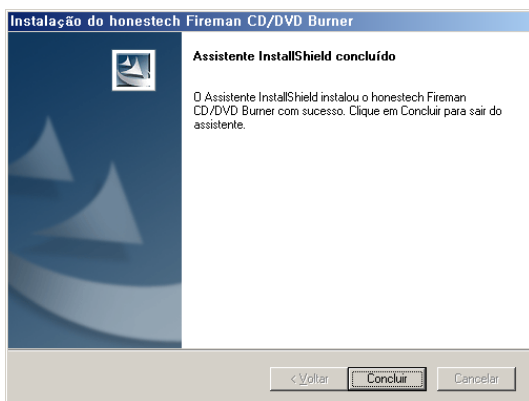 Instalação do honestech Fireman CD/DVD Burner
Assistente InstallShield concluído
O Assistente InstallShield instalou o honestech Fireman
CD/DVD Burner com sucesso. Clique em Concluir para sair do
assistente.
< Voltar Concluir Cancelar